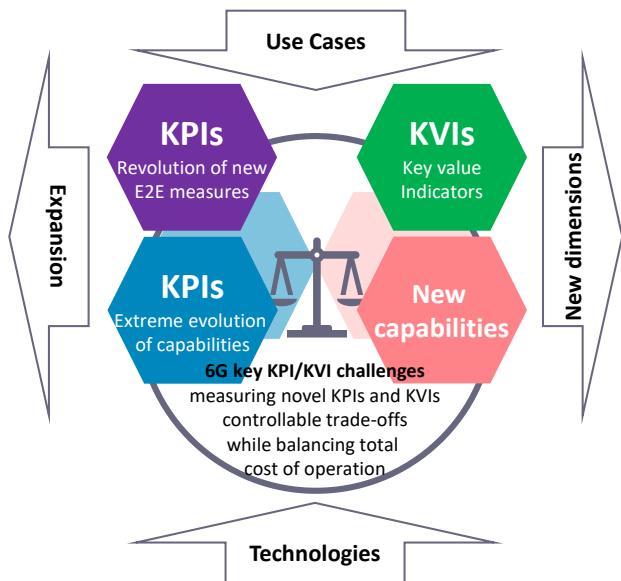 Use Cases
KPIs
Revolution of new
E2E measures
KVIs
Key value
Indicators
Expansion
New dimensions
KPIs
Extreme evolution
of capabilities
New
capabilities
6G key KPI/KVI challenges
measuring novel KPIs and KVIs
controllable trade-offs
while balancing total
cost of operation
Technologies